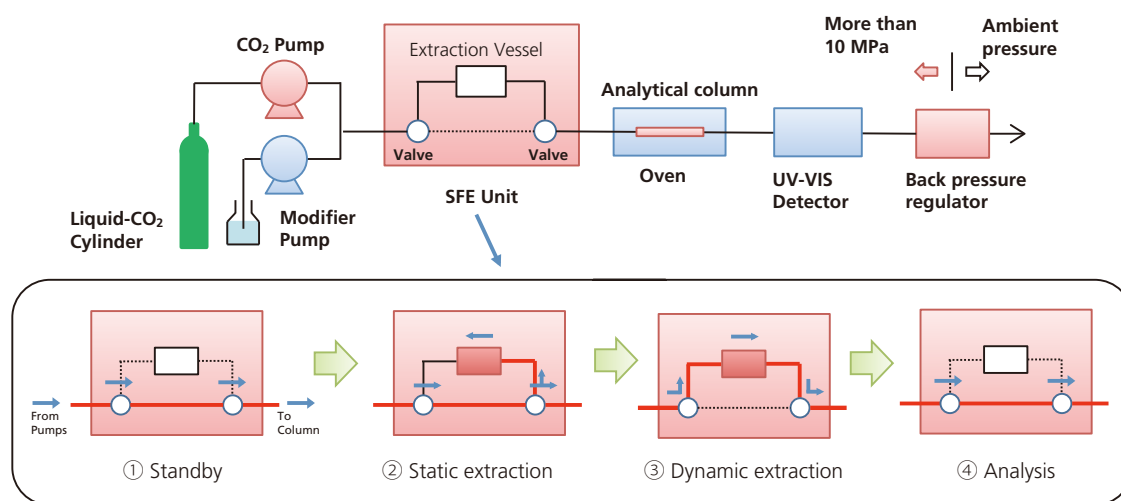 CO₂ Pump
Extraction Vessel
More than
10 MPa
Ambient
pressure
Analytical column
Valve
Valve
Oven
UV-VIS
Detector
Back pressure
regulator
Liquid-CO₂
Cylinder
Modifier
Pump
SFE Unit
From
Pumps
To
Column
① Standby
② Static extraction
③ Dynamic extraction
④ Analysis